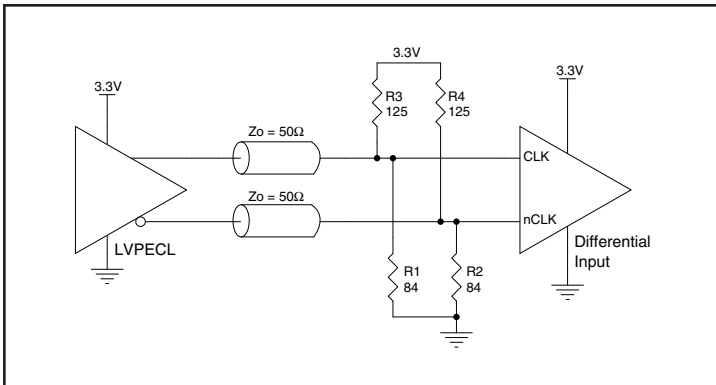 3.3V
3.3V
3.3V
R3
125
R4
125
Zo = 50Ω
CLK
Zo = 50Ω
nCLK
LVPECL
Differential
Input
R1
84
R2
84